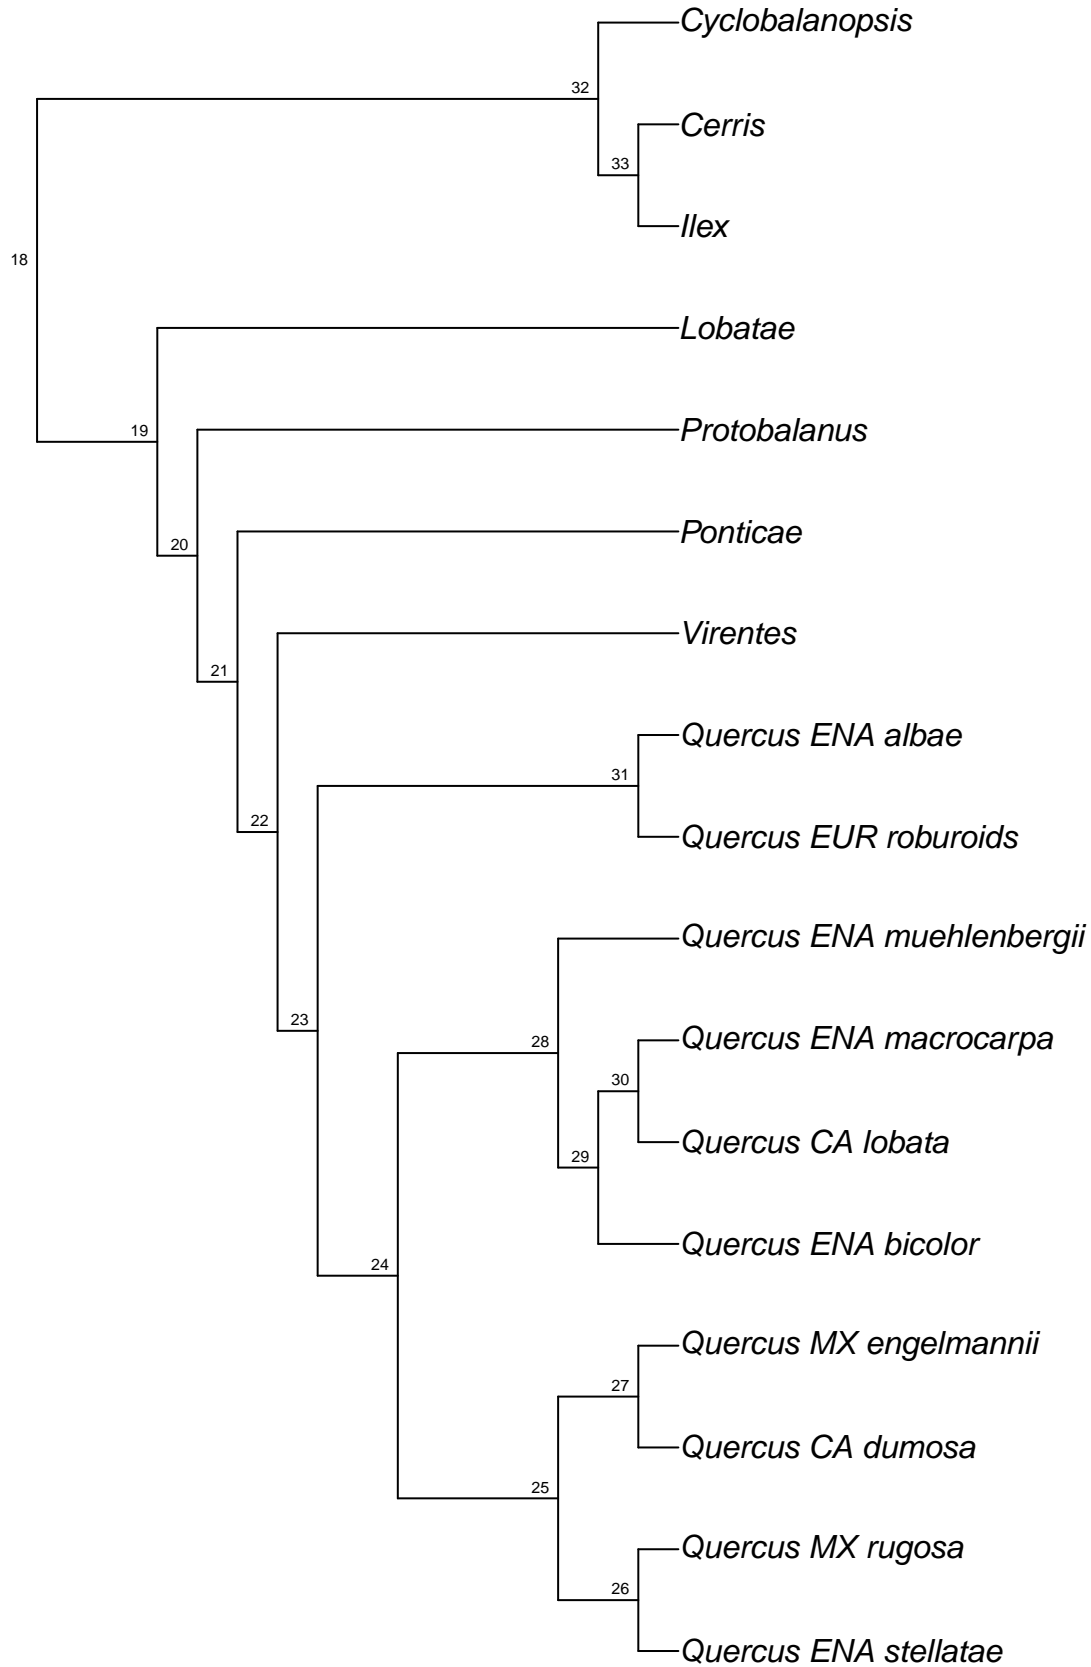 Cyclobalanopsis
32
Cerris
33
Ilex
18
Lobatae
19
Protobalanus
20
Ponticae
21
Virentes
22
Quercus ENA albae
31
Quercus EUR roburoids
Quercus ENA muehlenbergii
23
28
Quercus ENA macrocarpa
30
Quercus CA lobata
29
Quercus ENA bicolor
24
Quercus MX engelmannii
27
Quercus CA dumosa
25
Quercus MX rugosa
26
Quercus ENA stellatae